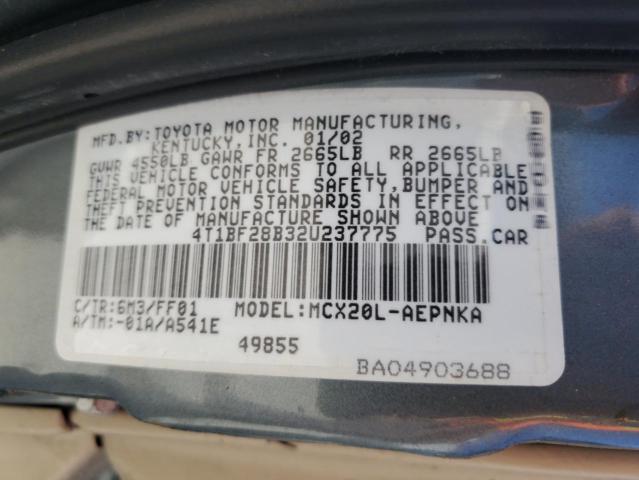 MFD.BY:TOYOTA MOTOR MANUFACTURING,
KENTUCKY,INC. 01/02
GVWR 4550LB GAWR FR 2665LB RR 2665LB
THIS VEHICLE CONFORMS TO ALL APPLICABLE
FEDERAL MOTOR VEHICLE SAFETY,BUMPER AND
THEFT PREVENTION STANDARDS IN EFFECT ON
THE DATE OF MANUFACTURE SHOWN ABOVE.
4T1BF28B32U237775 PASS.CAR
C/TR:6M3/FF01 MODEL:MCX20L-AEPNKA
A/TM:-01A/A541E
49855
BA04903688